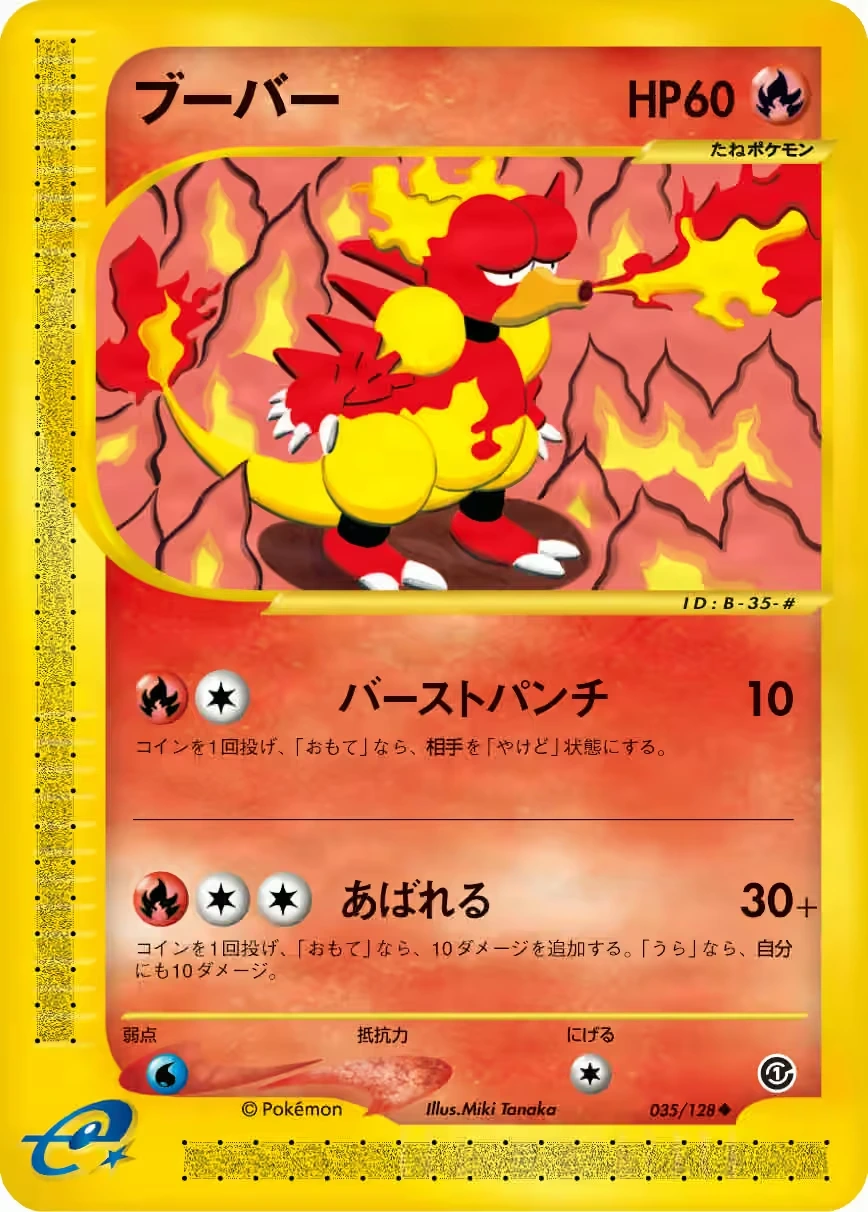 ブーバー
HP60
たねポケモン
ID:B-35-#
バーストパンチ 10
コインを1回投げ、「おもて」なら、相手を「やけど」状態にする。
あばれる 30+
コインを1回投げ、「おもて」なら、10ダメージを追加する。「うら」なら、自分
にも10ダメージ。
弱点 抵抗力 にげる
1
© Pokémon
Illus.Miki Tanaka
035/128◆
e